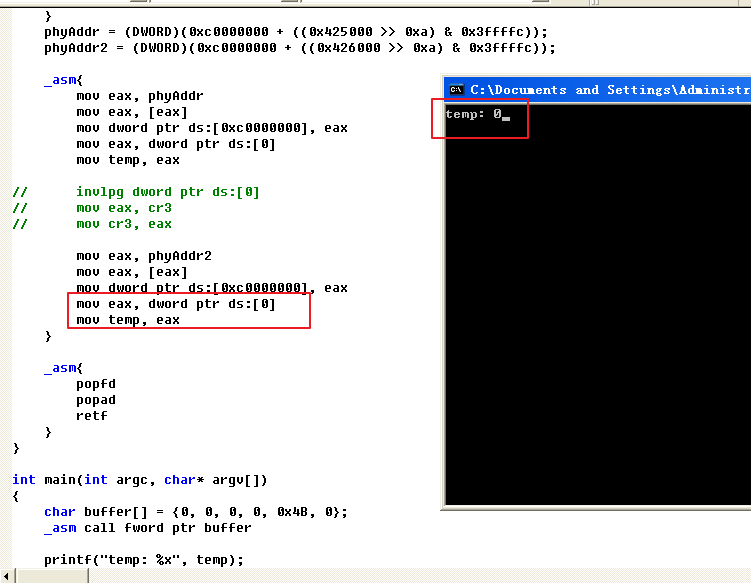 }
phyAddr = (DWORD)(0xc0000000 + ((0x425000 >> 0xa) & 0x3ffffc));
phyAddr2 = (DWORD)(0xc0000000 + ((0x426000 >> 0xa) & 0x3ffffc));
_asm{
mov eax, phyAddr
mov eax, [eax]
mov dword ptr ds:[0xc0000000], eax
mov eax, dword ptr ds:[0]
mov temp, eax
// invlpg dword ptr ds:[0]
// mov eax, cr3
// mov cr3, eax
mov eax, phyAddr2
mov eax, [eax]
mov dword ptr ds:[0xc0000000], eax
mov eax, dword ptr ds:[0]
mov temp, eax
}
_asm{
popfd
popad
retf
}
}
int main(int argc, char* argv[])
{
char buffer[] = {0, 0, 0, 0, 0x4B, 0};
_asm call fword ptr buffer
printf("temp: %x", temp);
C:\Documents and Settings\Administr
temp: 0_